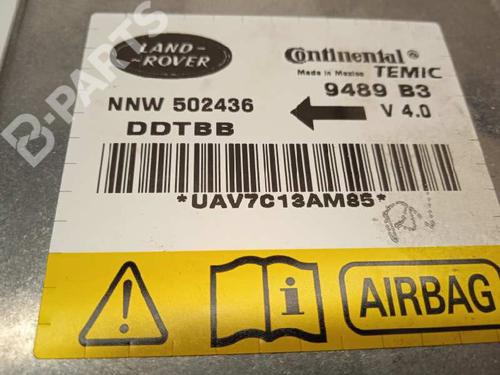 B-PARTS
LAND-
-ROVER
Continental®
Made in Mexico TEMIC
NNW 502436
9489 B3
DDTBB
V 4.0
*UAV7C13AM85*
AIRBAG